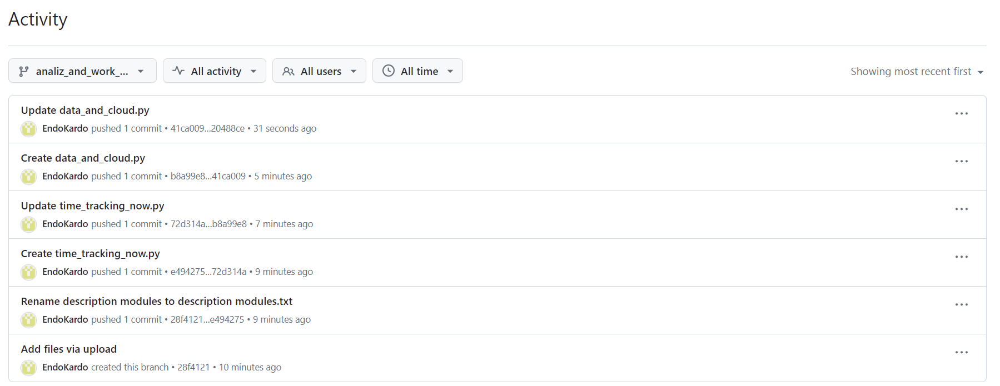 Activity
analiz_and_work_... All activity All users All time Showing most recent first
Update data_and_cloud.py
EndoKardo pushed 1 commit • 41ca009...20488ce • 31 seconds ago
Create data_and_cloud.py
EndoKardo pushed 1 commit • b8a99e8...41ca009 • 5 minutes ago
Update time_tracking_now.py
EndoKardo pushed 1 commit • 72d314a...b8a99e8 • 7 minutes ago
Create time_tracking_now.py
EndoKardo pushed 1 commit • e494275...72d314a • 9 minutes ago
Rename description modules to description modules.txt
EndoKardo pushed 1 commit • 28f4121...e494275 • 9 minutes ago
Add files via upload
EndoKardo created this branch • 28f4121 • 10 minutes ago